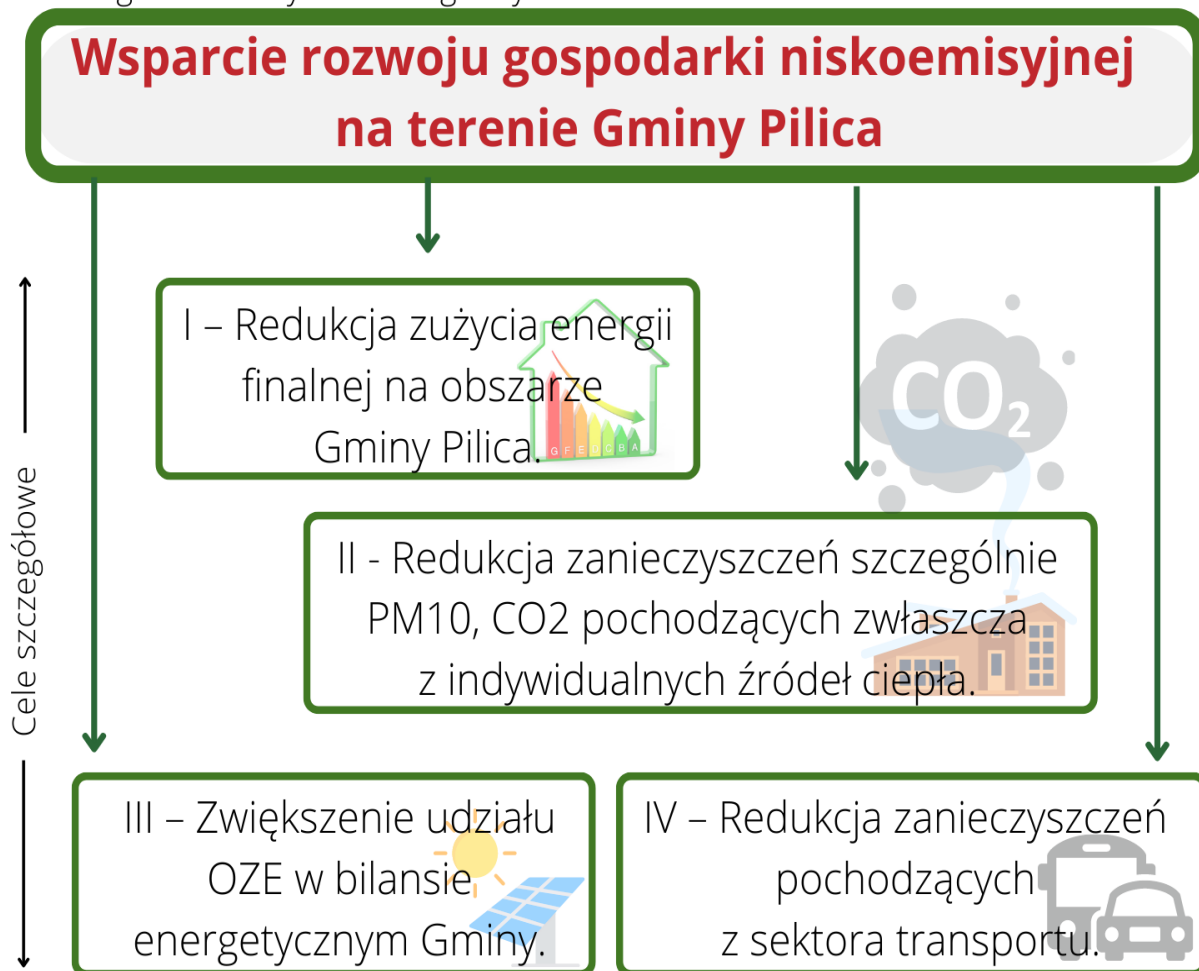 Wsparcie rozwoju gospodarki niskoemisyjnej
na terenie Gminy Pilica
Cele szczegółowe
I – Redukcja zużycia energii
finalnej na obszarze
Gminy Pilica.
G F E D C B A
CO2
II - Redukcja zanieczyszczeń szczególnie
PM10, CO2 pochodzących zwłaszcza
z indywidualnych źródeł ciepła.
III – Zwiększenie udziału
OZE w bilansie
energetycznym Gminy.
IV – Redukcja zanieczyszczeń
pochodzących
z sektora transportu.